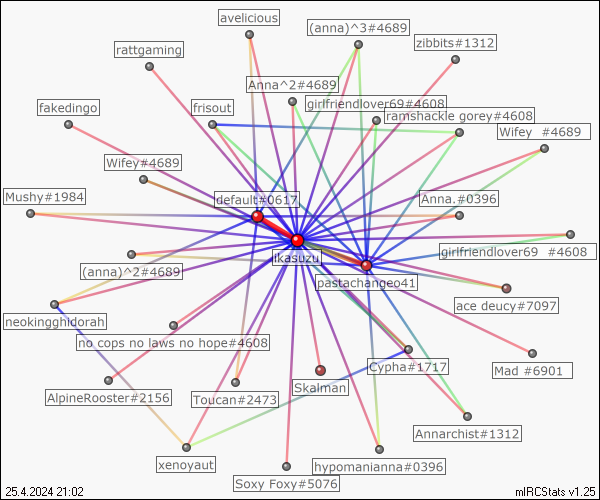 avelicious
(anna)^3#4689
zibbits#1312
rattgaming
Anna^2#4689
girlfriendlover69#4608
fakedingo
frisout
ramshackle gorey#4608
Wifey #4689
Wifey#4689
Mushy#1984
default#0617
Anna.#0396
ikasuzu
girlfriendlover69 #4608
(anna)^2#4689
pastachangeo41
ace deucy#7097
neokingghidorah
no cops no laws no hope#4608
Cypha#1717
Mad #6901
AlpineRooster#2156
Toucan#2473
Skalman
Annarchist#1312
xenoyaut
hypomanianna#0396
Soxy Foxy#5076
25.4.2024 21:02
mIRCStats v1.25